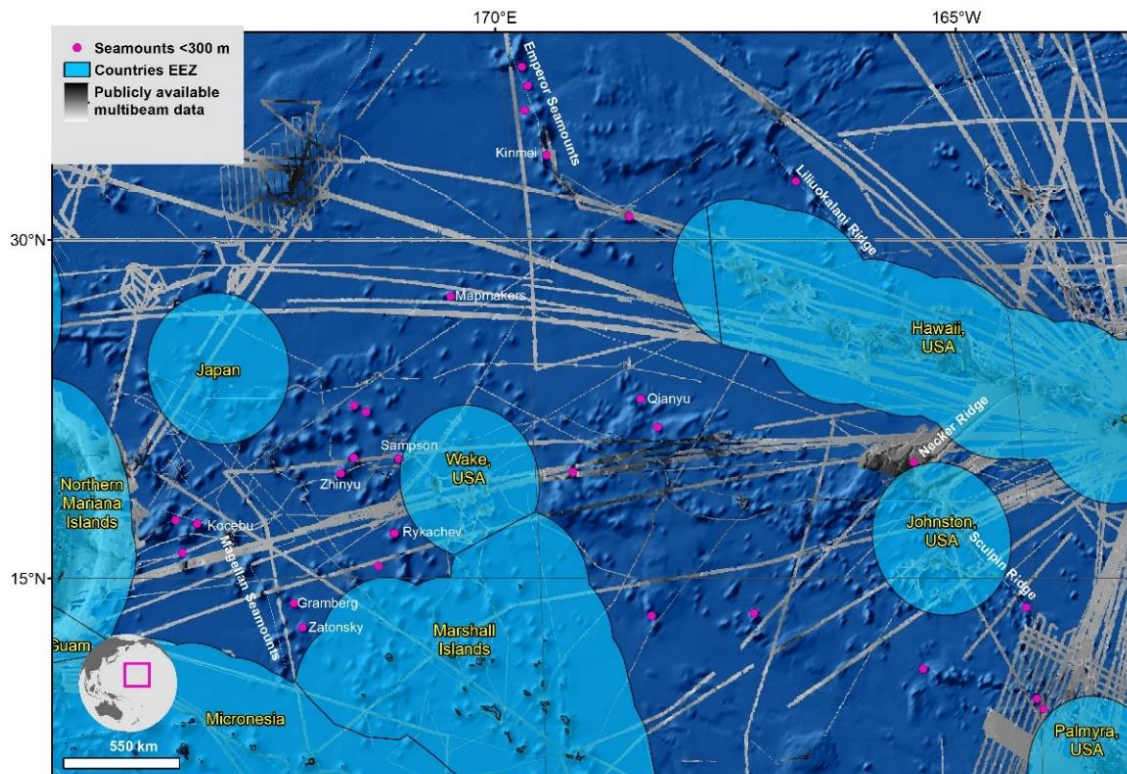 170°E
165°W
Seamounts <300 m
Countries EEZ
Publicly available
multibeam data
Emperor Seamounts
Kinmei
Liliuokalani Ridge
30°N
Mapmakers
Hawaii,
USA
Japan
Qianyu
Necker Ridge
Sampson
Wake,
USA
Zhinyu
Northern
Mariana
Islands
Kocebu
Rykachev
Johnston,
USA
Magellan Seamounts
Sculpin Ridge
15°N
Gramberg
Zatonsky
Marshall
Islands
Guam
Micronesia
Palmyra,
USA
550 km